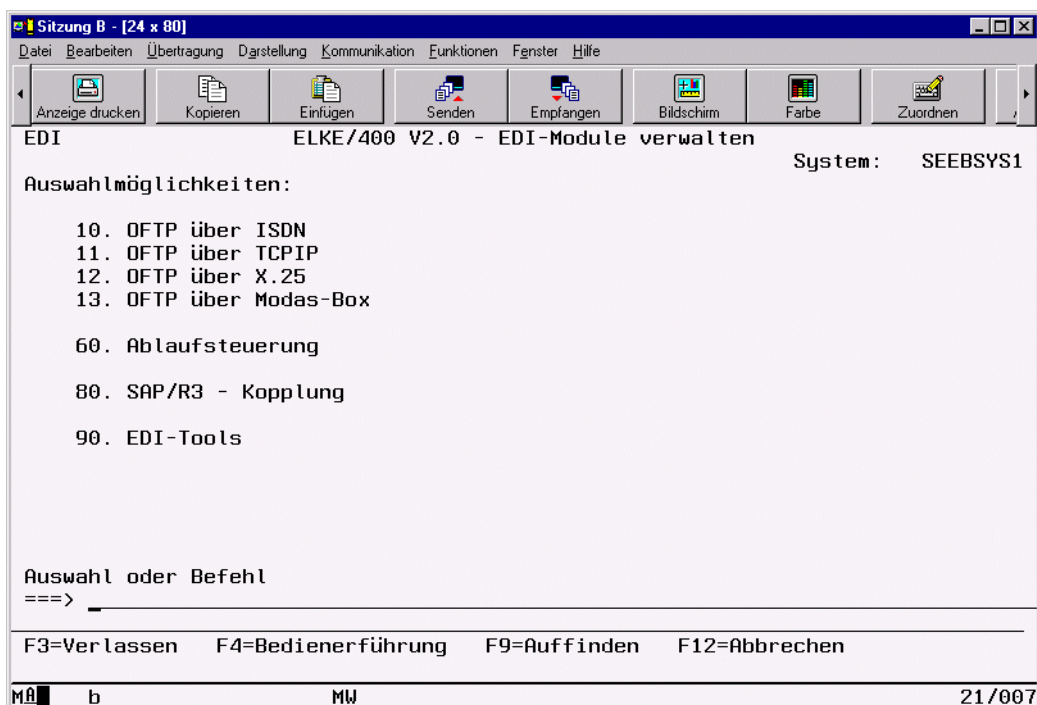 Sitzung B - [24 x 80]
Datei Bearbeiten Übertragung Darstellung Kommunikation Funktionen Fenster Hilfe
Anzeige drucken Kopieren Einfügen Senden Empfangen Bildschirm Farbe Zuordnen
EDI ELKE/400 V2.0 - EDI-Module verwalten
System: SEEBSYS1
Auswahlmöglichkeiten:
10. OFTP über ISDN
11. OFTP über TCPIP
12. OFTP über X.25
13. OFTP über Modas-Box
60. Ablaufsteuerung
80. SAP/R3 - Kopplung
90. EDI-Tools
Auswahl oder Befehl
===> _
F3=Verlassen F4=Bedienerführung F9=Auffinden F12=Abbrechen
MA b MW 21/007